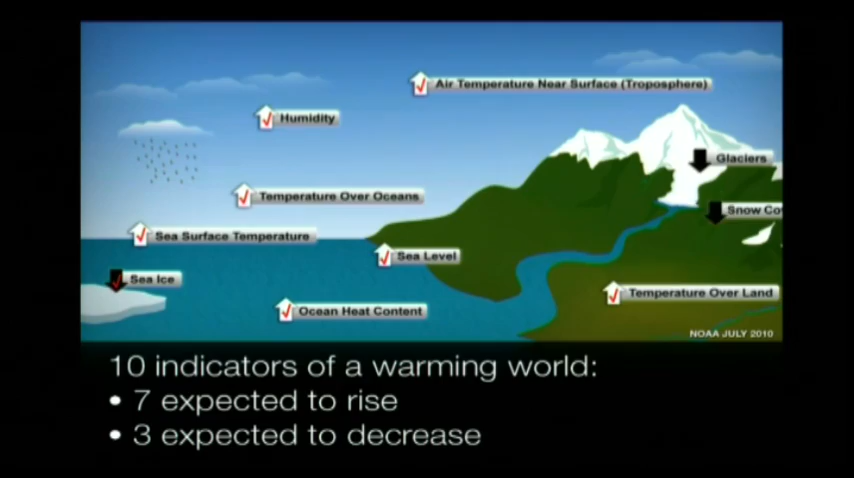 Air Temperature Near Surface (Troposphere)
Humidity
Glaciers
Temperature Over Oceans
Snow Cov
Sea Surface Temperature
Sea Level
Sea Ice
Temperature Over Land
Ocean Heat Content
NOAA JULY 2010
10 indicators of a warming world:
• 7 expected to rise
• 3 expected to decrease